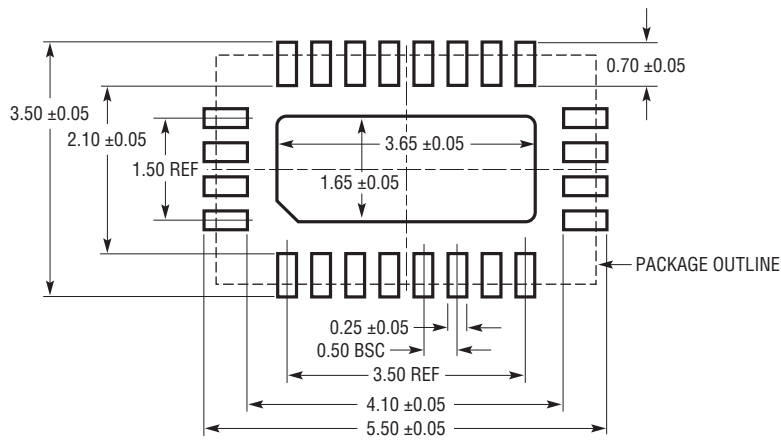 0.70 ±0.05
3.50 ±0.05
2.10 ±0.05
3.65 ±0.05
1.50 REF
1.65 ±0.05
PACKAGE OUTLINE
0.25 ±0.05
0.50 BSC
3.50 REF
4.10 ±0.05
5.50 ±0.05